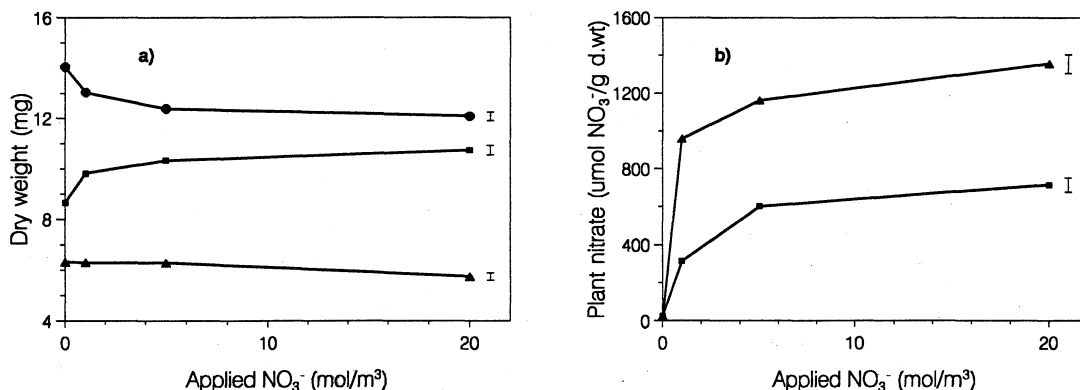 16
12
8
4
Dry weight (mg)
a)
0 10 20
Applied NO₃⁻ (mol/m³)
1600
1200
800
400
0
Plant nitrate (umol NO₃⁻/g d.wt)
b)
0 10 20
Applied NO₃⁻ (mol/m³)